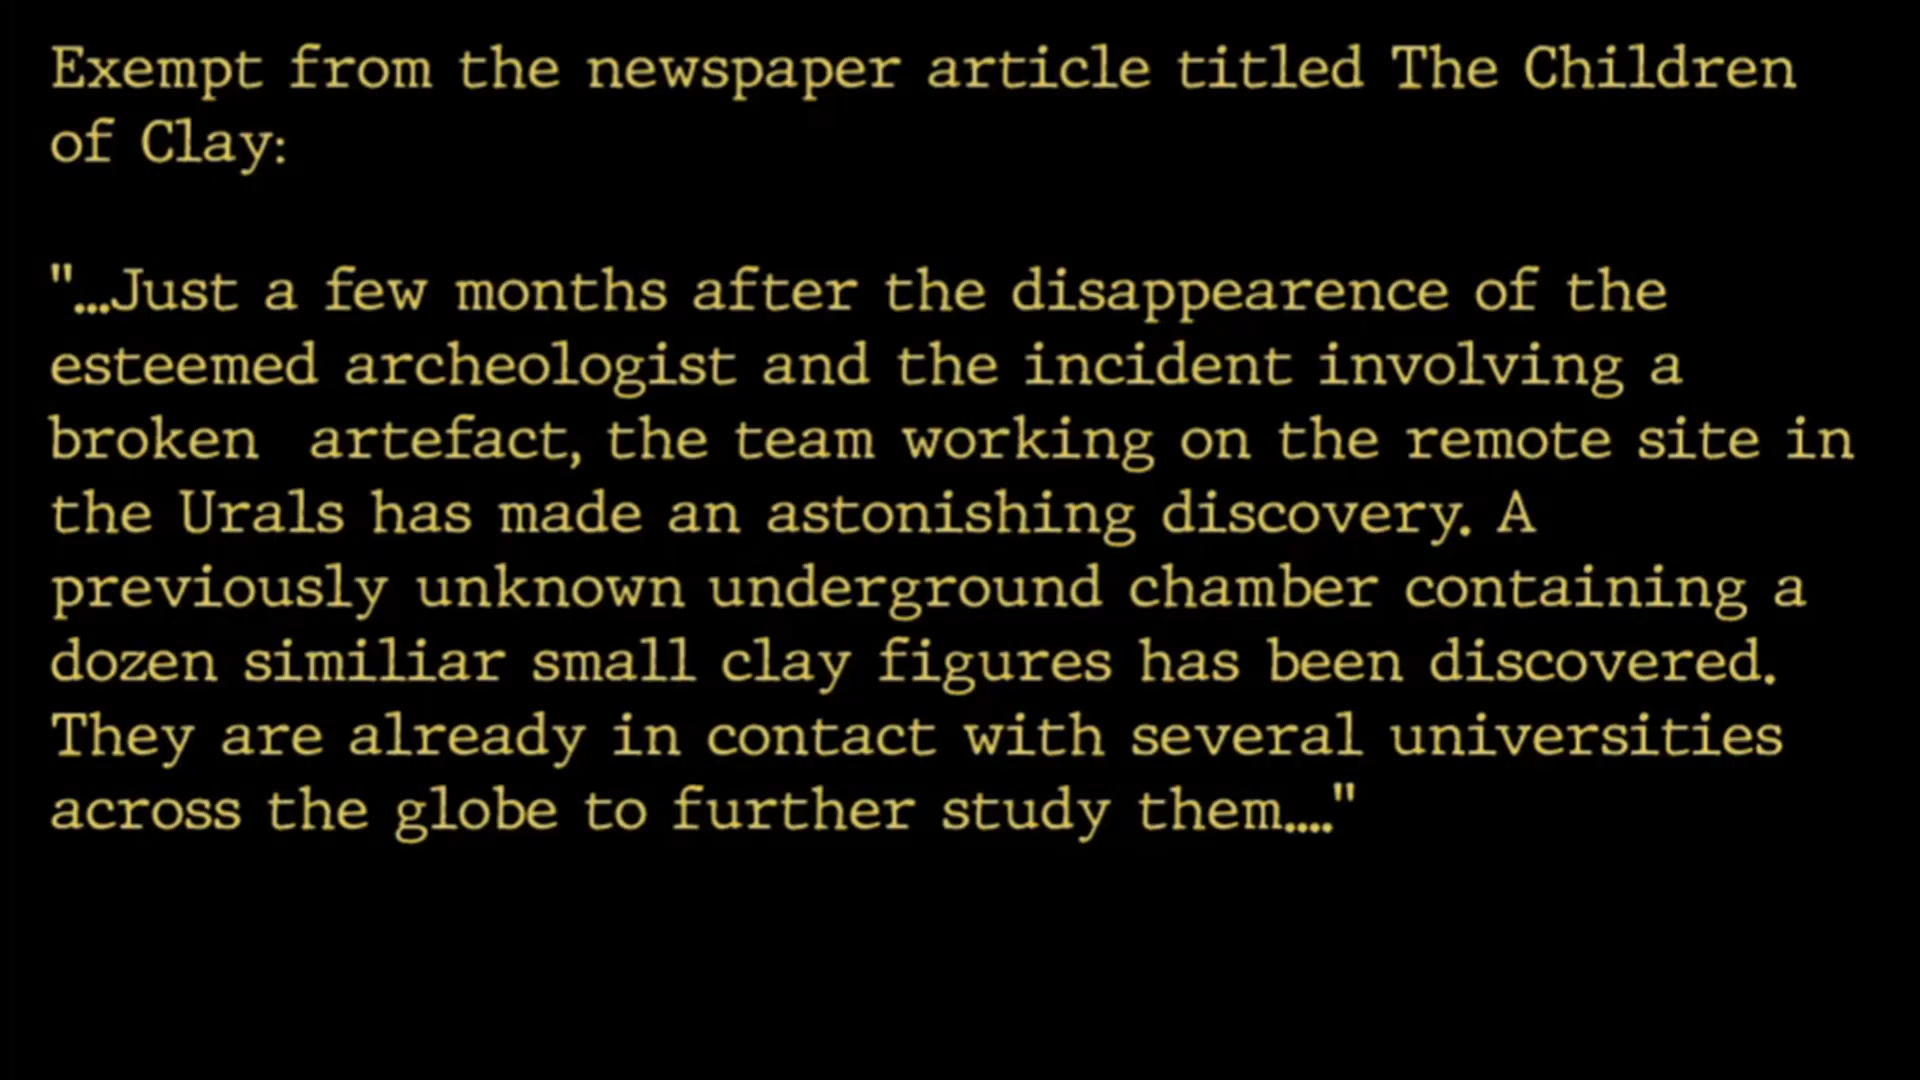 Exempt from the newspaper article titled The Children
of Clay:
"...Just a few months after the disappearence of the
esteemed archeologist and the incident involving a
broken  artefact, the team working on the remote site in
the Urals has made an astonishing discovery. A
previously unknown underground chamber containing a
dozen similiar small clay figures has been discovered.
They are already in contact with several universities
across the globe to further study them...."